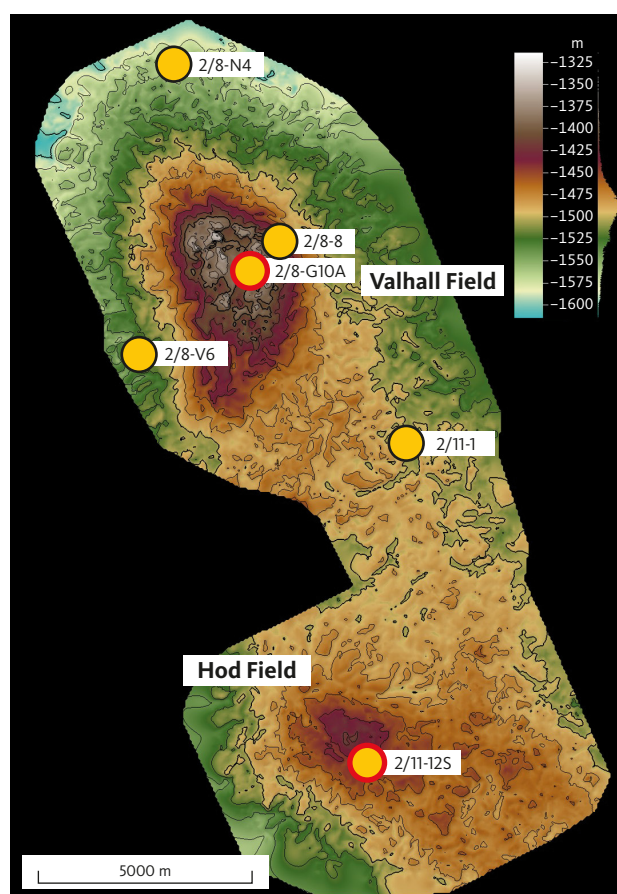 m
−1325
−1350
−1375
−1400
−1425
−1450
−1475
−1500
−1525
−1550
−1575
−1600
2/8-N4
2/8-8
2/8-G10A
Valhall Field
2/8-V6
2/11-1
Hod Field
2/11-12S
5000 m